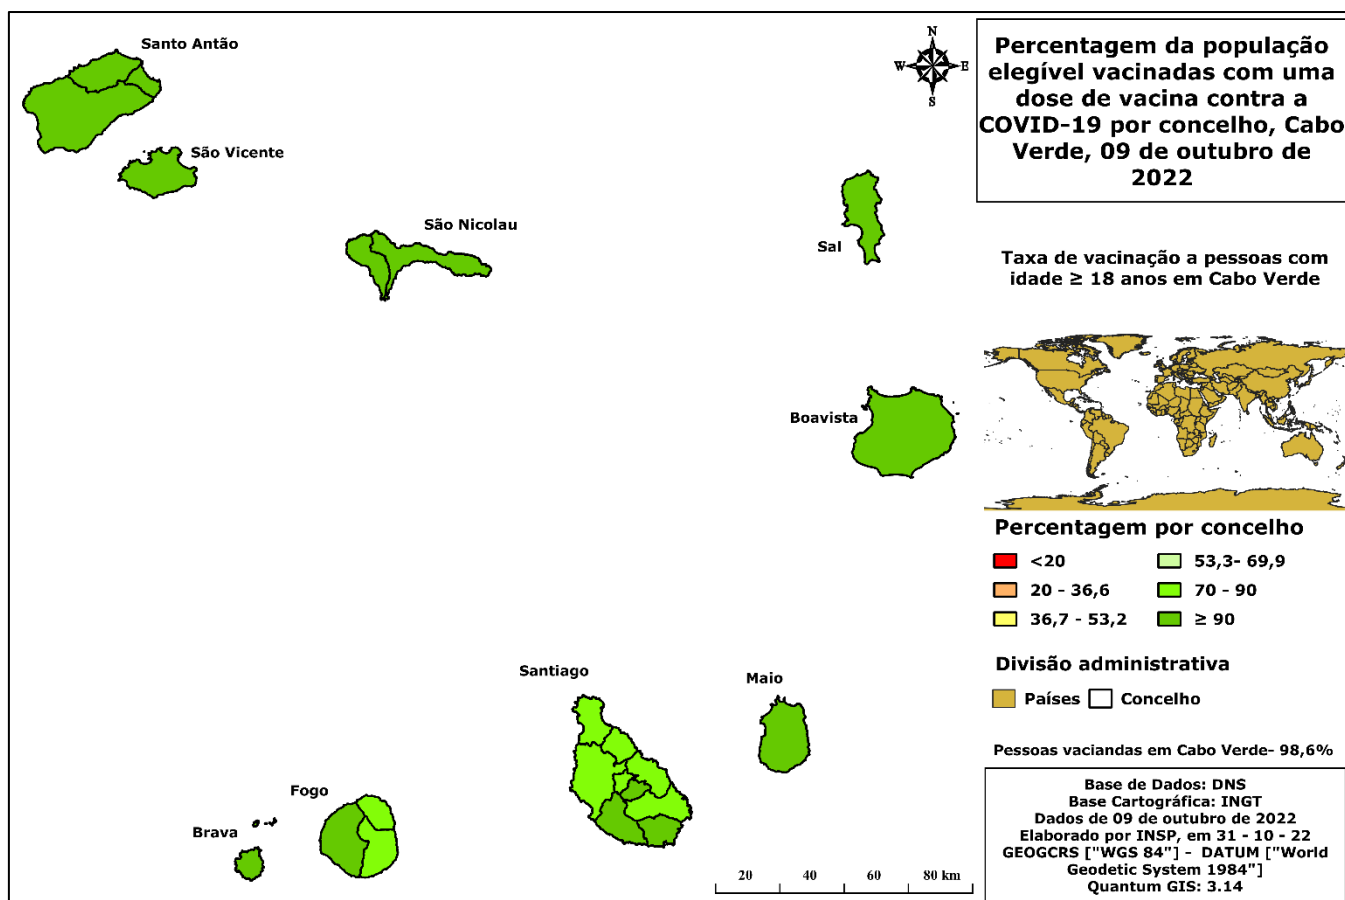 Santo Antão
São Vicente
São Nicolau
Sal
Boavista
Santiago
Maio
Fogo
Brava
N
W
E
S
20 40 60 80 km
Percentagem da população
elegível vacinadas com uma
dose de vacina contra a
COVID-19 por concelho, Cabo
Verde, 09 de outubro de
2022
Taxa de vacinação a pessoas com
idade ≥ 18 anos em Cabo Verde
Percentagem por concelho
<20
20 - 36,6
36,7 - 53,2
53,3- 69,9
70 - 90
≥ 90
Divisão administrativa
Países
Concelho
Pessoas vaciandas em Cabo Verde- 98,6%
Base de Dados: DNS
Base Cartográfica: INGT
Dados de 09 de outubro de 2022
Elaborado por INSP, em 31 - 10 - 22
GEOGCRS ["WGS 84"] - DATUM ["World
Geodetic System 1984"]
Quantum GIS: 3.14